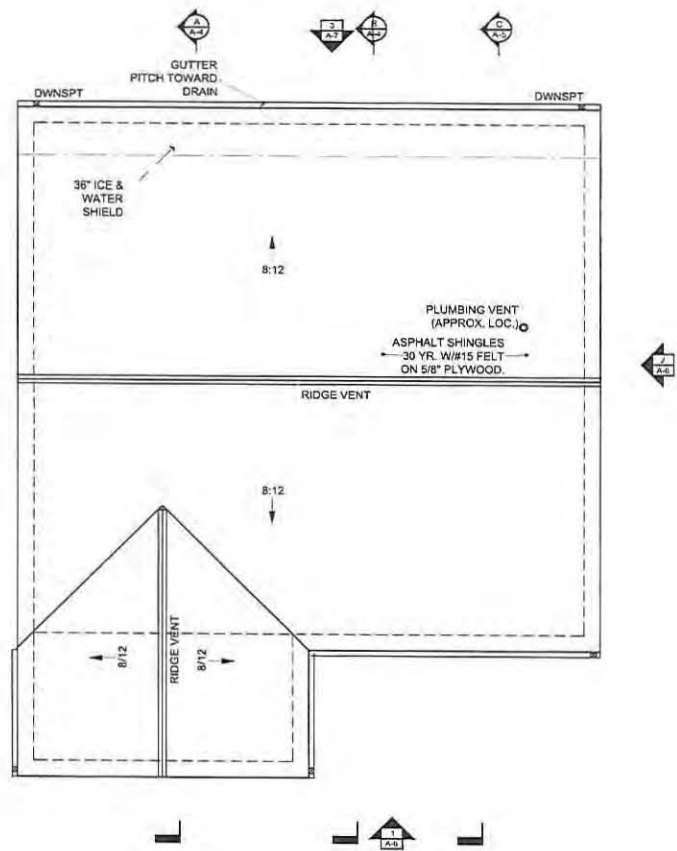 A
A-4
3
A-7
B
A-4
C
A-5
GUTTER
PITCH TOWARD
DRAIN
DWNSPT
DWNSPT
36" ICE &
WATER
SHIELD
8:12
PLUMBING VENT
(APPROX. LOC.)
ASPHALT SHINGLES
30 YR. W/#15 FELT
ON 5/8" PLYWOOD.
A-6
RIDGE VENT
8:12
RIDGE VENT
8/12
8/12
1
A-6